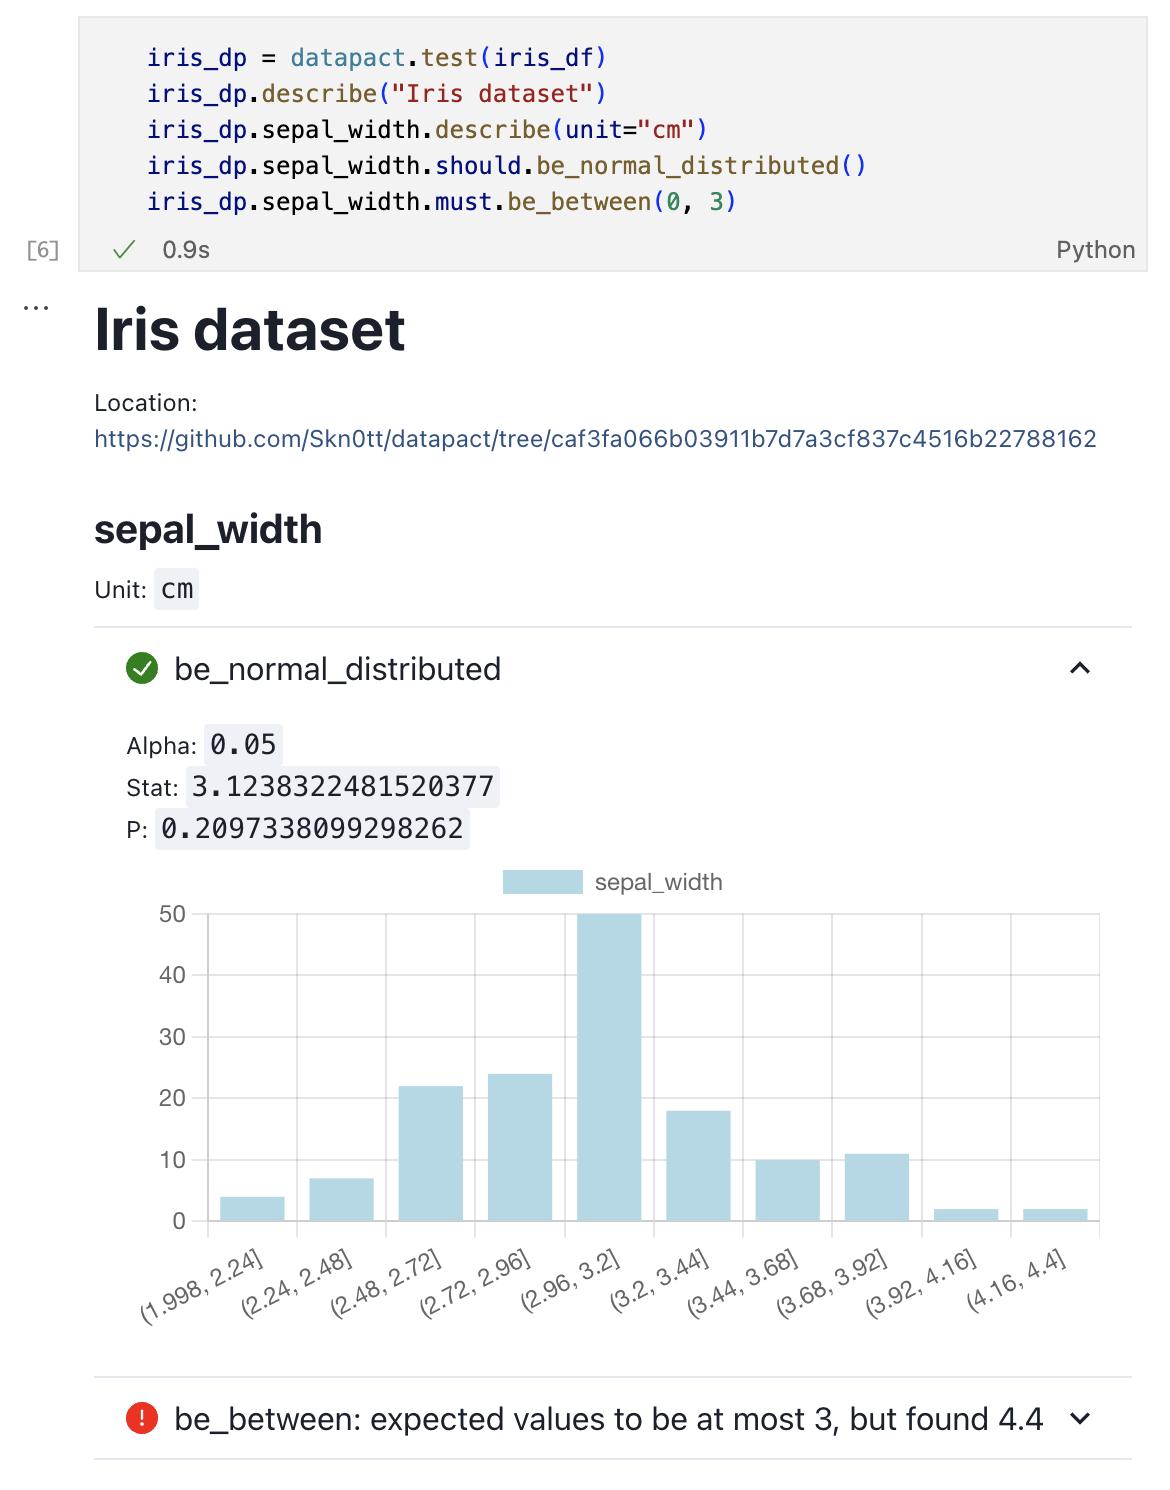 iris_dp = datapact.test(iris_df)
iris_dp.describe("Iris dataset")
iris_dp.sepal_width.describe(unit="cm")
iris_dp.sepal_width.should.be_normal_distributed()
iris_dp.sepal_width.must.be_between(0, 3)
[6] 0.9s Python
...
Iris dataset
Location:
https://github.com/Skn0tt/datapact/tree/caf3fa066b03911b7d7a3cf837c4516b22788162
sepal_width
Unit: cm
be_normal_distributed
Alpha: 0.05
Stat: 3.1238322481520377
P: 0.2097338099298262
sepal_width
50
40
30
20
10
0
(1.998, 2.24]
(2.24, 2.48]
(2.48, 2.72]
(2.72, 2.96]
(2.96, 3.2]
(3.2, 3.44]
(3.44, 3.68]
(3.68, 3.92]
(3.92, 4.16]
(4.16, 4.4]
be_between: expected values to be at most 3, but found 4.4